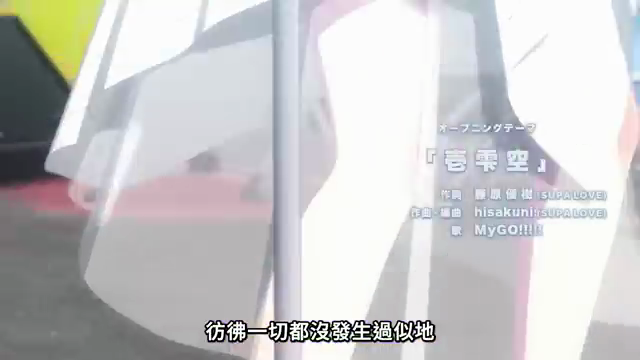 オープニングテーマ
『壱雫空』
作詞 藤原優樹(SUPA LOVE)
作曲・編曲 hisakuni(SUPA LOVE)
歌 MyGO!!!!!
彷彿一切都沒發生過似地